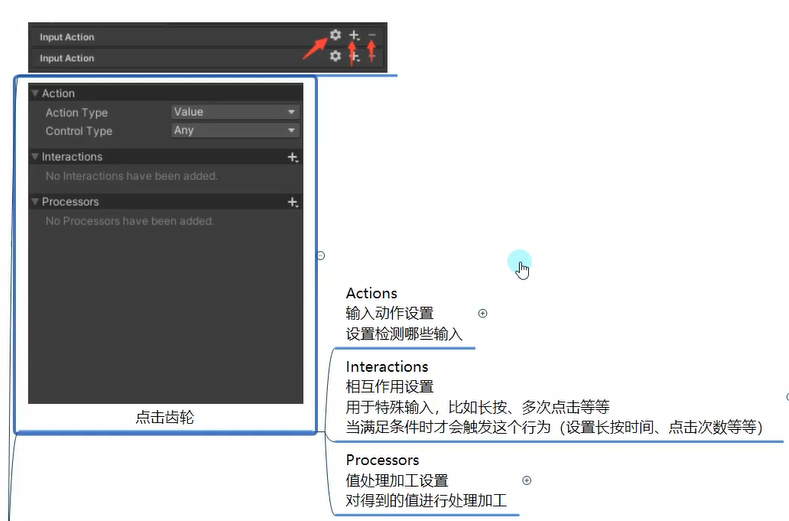 Input Action
Input Action
Action
Action Type Value
Control Type Any
Interactions
No Interactions have been added.
Processors
No Processors have been added.
点击齿轮
Actions
输入动作设置
设置检测哪些输入
Interactions
相互作用设置
用于特殊输入，比如长按、多次点击等等
当满足条件时才会触发这个行为（设置长按时间、点击次数等等）
Processors
值处理加工设置
对得到的值进行处理加工